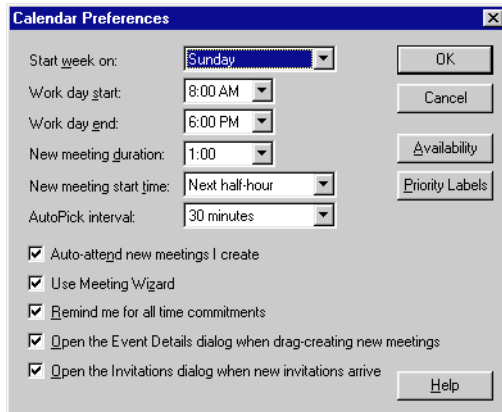 Calendar Preferences
Start week on: Sunday OK
Work day start: 8:00 AM Cancel
Work day end: 6:00 PM
New meeting duration: 1:00 Availability
New meeting start time: Next half-hour Priority Labels
AutoPick interval: 30 minutes
Auto-attend new meetings I create
Use Meeting Wizard
Remind me for all time commitments
Open the Event Details dialog when drag-creating new meetings
Open the Invitations dialog when new invitations arrive
Help